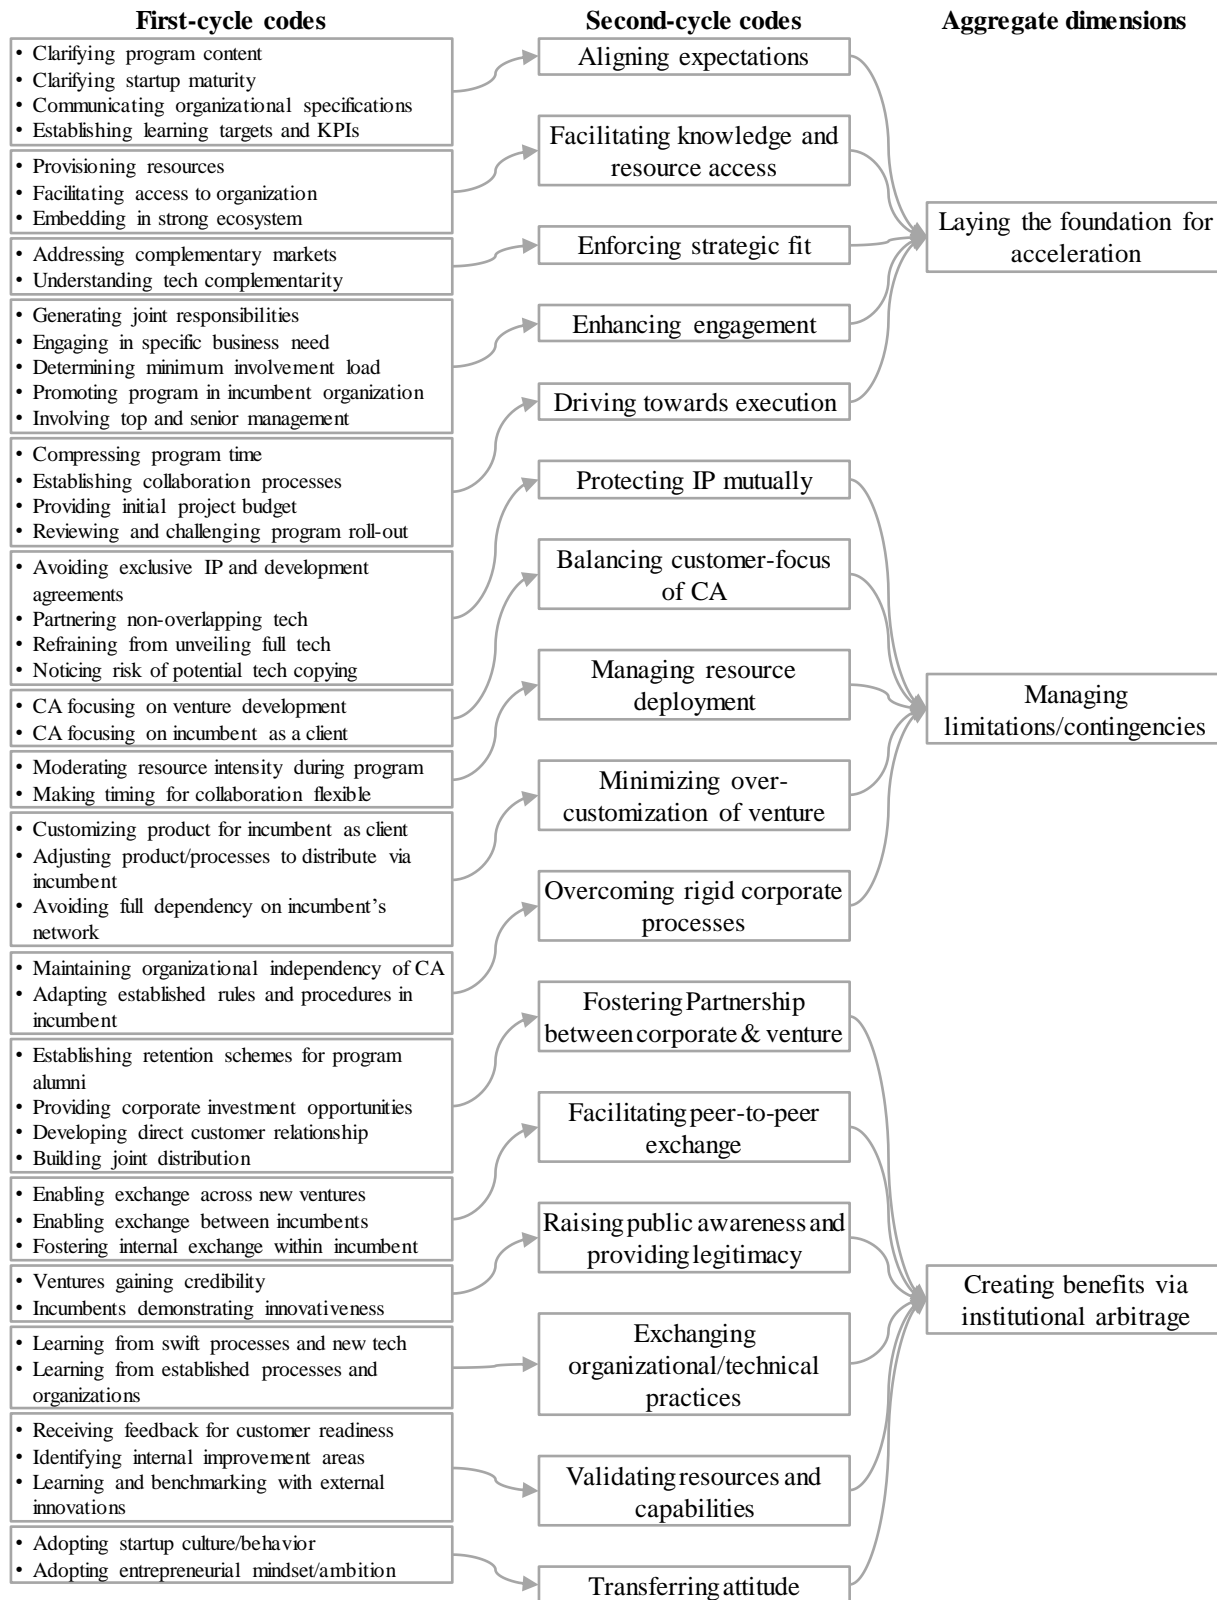 First-cycle codes
• Clarifying program content
• Clarifying startup maturity
• Communicating organizational specifications
• Establishing learning targets and KPIs
• Provisioning resources
• Facilitating access to organization
• Embedding in strong ecosystem
• Addressing complementary markets
• Understanding tech complementarity
• Generating joint responsibilities
• Engaging in specific business need
• Determining minimum involvement load
• Promoting program in incumbent organization
• Involving top and senior management
• Compressing program time
• Establishing collaboration processes
• Providing initial project budget
• Reviewing and challenging program roll-out
• Avoiding exclusive IP and development
agreements
• Partnering non-overlapping tech
• Refraining from unveiling full tech
• Noticing risk of potential tech copying
• CA focusing on venture development
• CA focusing on incumbent as a client
• Moderating resource intensity during program
• Making timing for collaboration flexible
• Customizing product for incumbent as client
• Adjusting product/processes to distribute via
incumbent
• Avoiding full dependency on incumbent’s
network
• Maintaining organizational independency of CA
• Adapting established rules and procedures in
incumbent
• Establishing retention schemes for program
alumni
• Providing corporate investment opportunities
• Developing direct customer relationship
• Building joint distribution
• Enabling exchange across new ventures
• Enabling exchange between incumbents
• Fostering internal exchange within incumbent
• Ventures gaining credibility
• Incumbents demonstrating innovativeness
• Learning from swift processes and new tech
• Learning from established processes and
organizations
• Receiving feedback for customer readiness
• Identifying internal improvement areas
• Learning and benchmarking with external
innovations
• Adopting startup culture/behavior
• Adopting entrepreneurial mindset/ambition
Second-cycle codes
Aligning expectations
Facilitating knowledge and
resource access
Enforcing strategic fit
Enhancing engagement
Driving towards execution
Protecting IP mutually
Balancing customer-focus
of CA
Managing resource
deployment
Minimizing over-
customization of venture
Overcoming rigid corporate
processes
Fostering Partnership
between corporate & venture
Facilitating peer-to-peer
exchange
Raising public awareness and
providing legitimacy
Exchanging
organizational/technical
practices
Validating resources and
capabilities
Transferring attitude
Aggregate dimensions
Laying the foundation for
acceleration
Managing
limitations/contingencies
Creating benefits via
institutional arbitrage